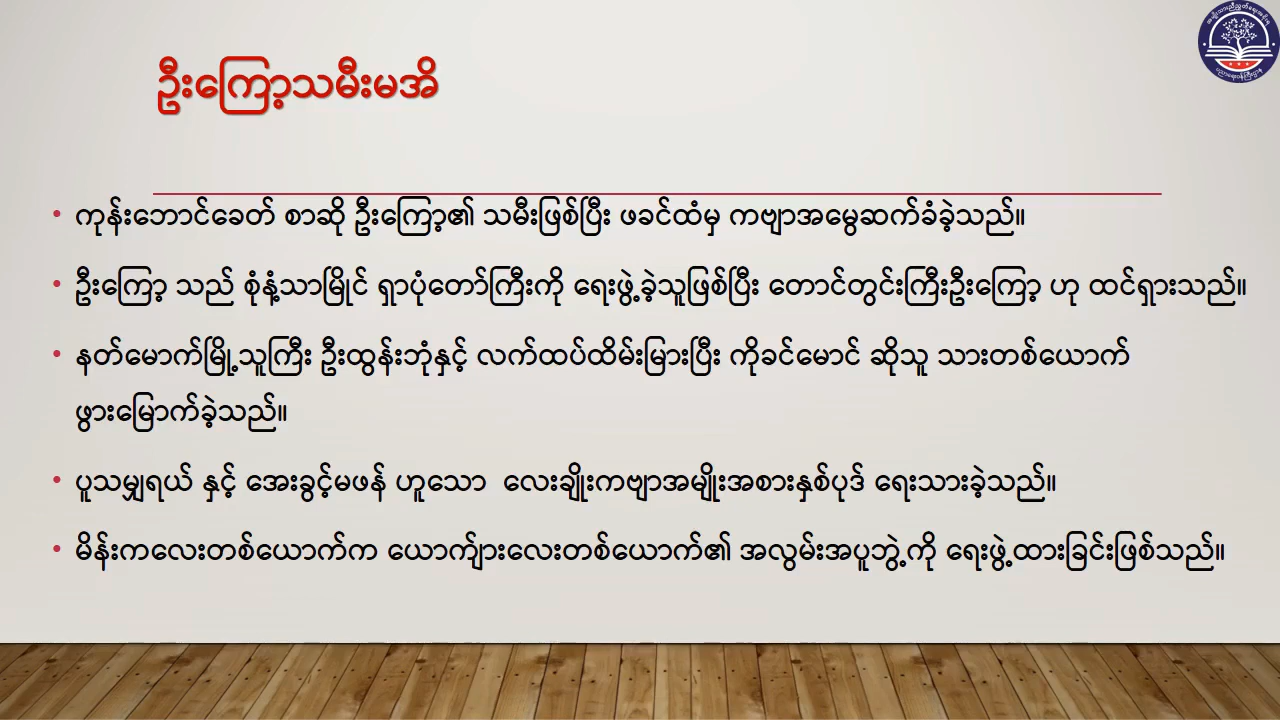 ဦးကြော့သမီးမအိ
• ကုန်းဘောင်ခေတ် စာဆို ဦးကြော့၏ သမီးဖြစ်ပြီး ဖခင်ထံမှ ကဗျာအမွေဆက်ခံခဲ့သည်။
• ဦးကြော့ သည် စုံနံ့သာမြိုင် ရှာပုံတော်ကြီးကို ရေးဖွဲ့ခဲ့သူဖြစ်ပြီး တောင်တွင်းကြီးဦးကြော့ ဟု ထင်ရှားသည်။
• နတ်မောက်မြို့သူကြီး ဦးထွန်းဘုံနှင့် လက်ထပ်ထိမ်းမြားပြီး ကိုခင်မောင် ဆိုသူ သားတစ်ယောက်
ဖွားမြောက်ခဲ့သည်။
• ပူသမျှရယ် နှင့် အေးခွင့်မဖန် ဟူသော လေးချိုးကဗျာအမျိုးအစားနှစ်ပုဒ် ရေးသားခဲ့သည်။
• မိန်းကလေးတစ်ယောက်က ယောက်ျားလေးတစ်ယောက်၏ အလွမ်းအပူဘွဲ့ကို ရေးဖွဲ့ထားခြင်းဖြစ်သည်။